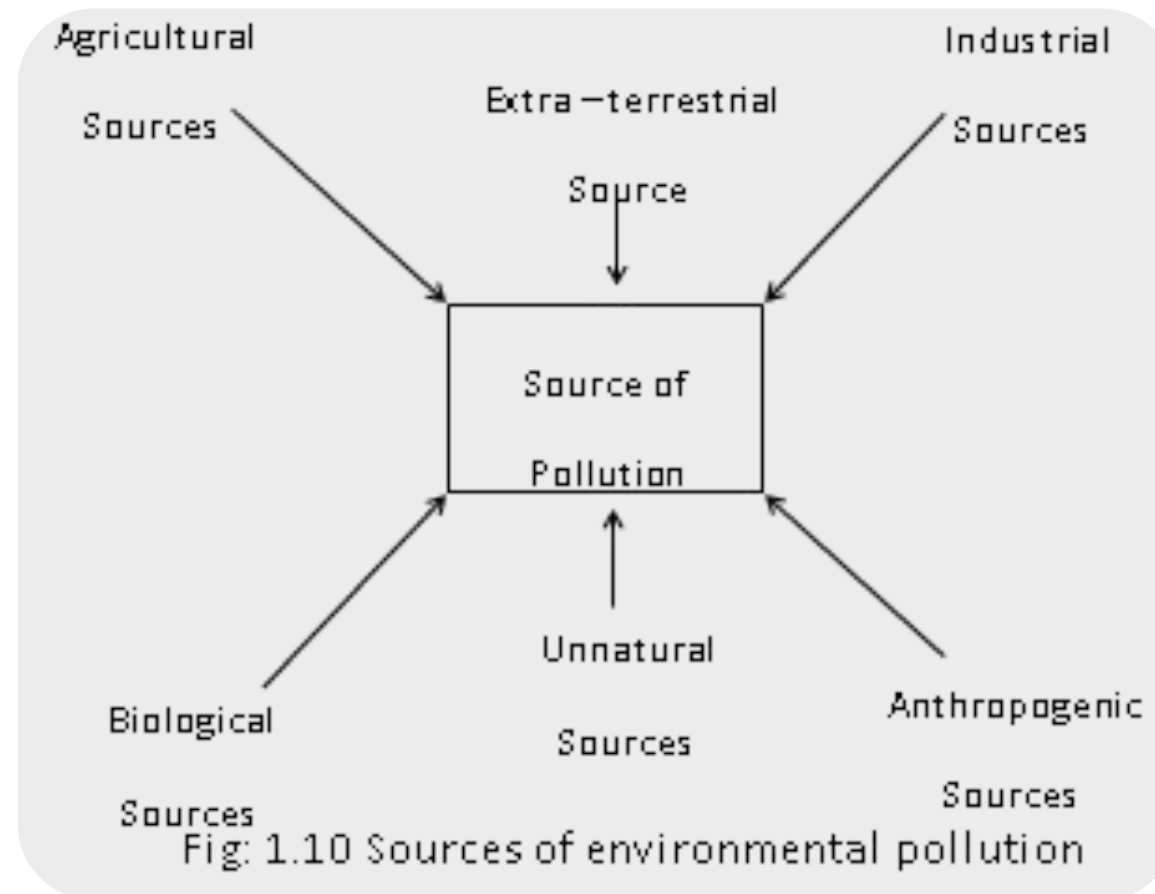 Agricultural
Sources
Extra–terrestrial
Source
Industrial
Sources
Source of
Pollution
Biological
Sources
Unnatural
Sources
Anthropogenic
Sources
Fig: 1.10 Sources of environmental pollution